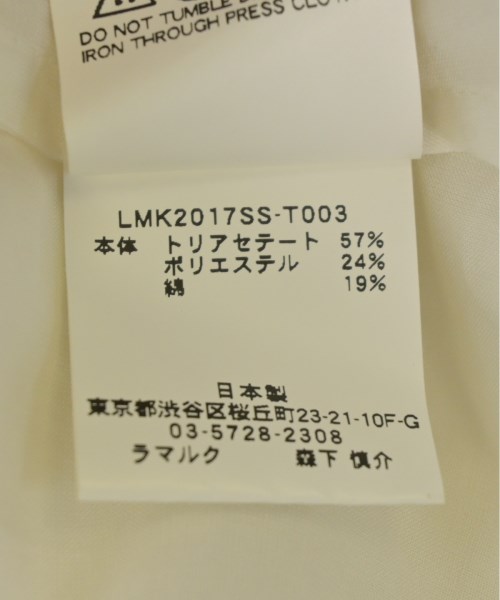 DO NOT TUMBLE
IRON THROUGH PRESS CLOTH
LMK2017SS-T003
本体 トリアセテート 57%
ポリエステル 24%
綿 19%
日本製
東京都渋谷区桜丘町23-21-10F-G
03-5728-2308
ラマルク 森下 慎介